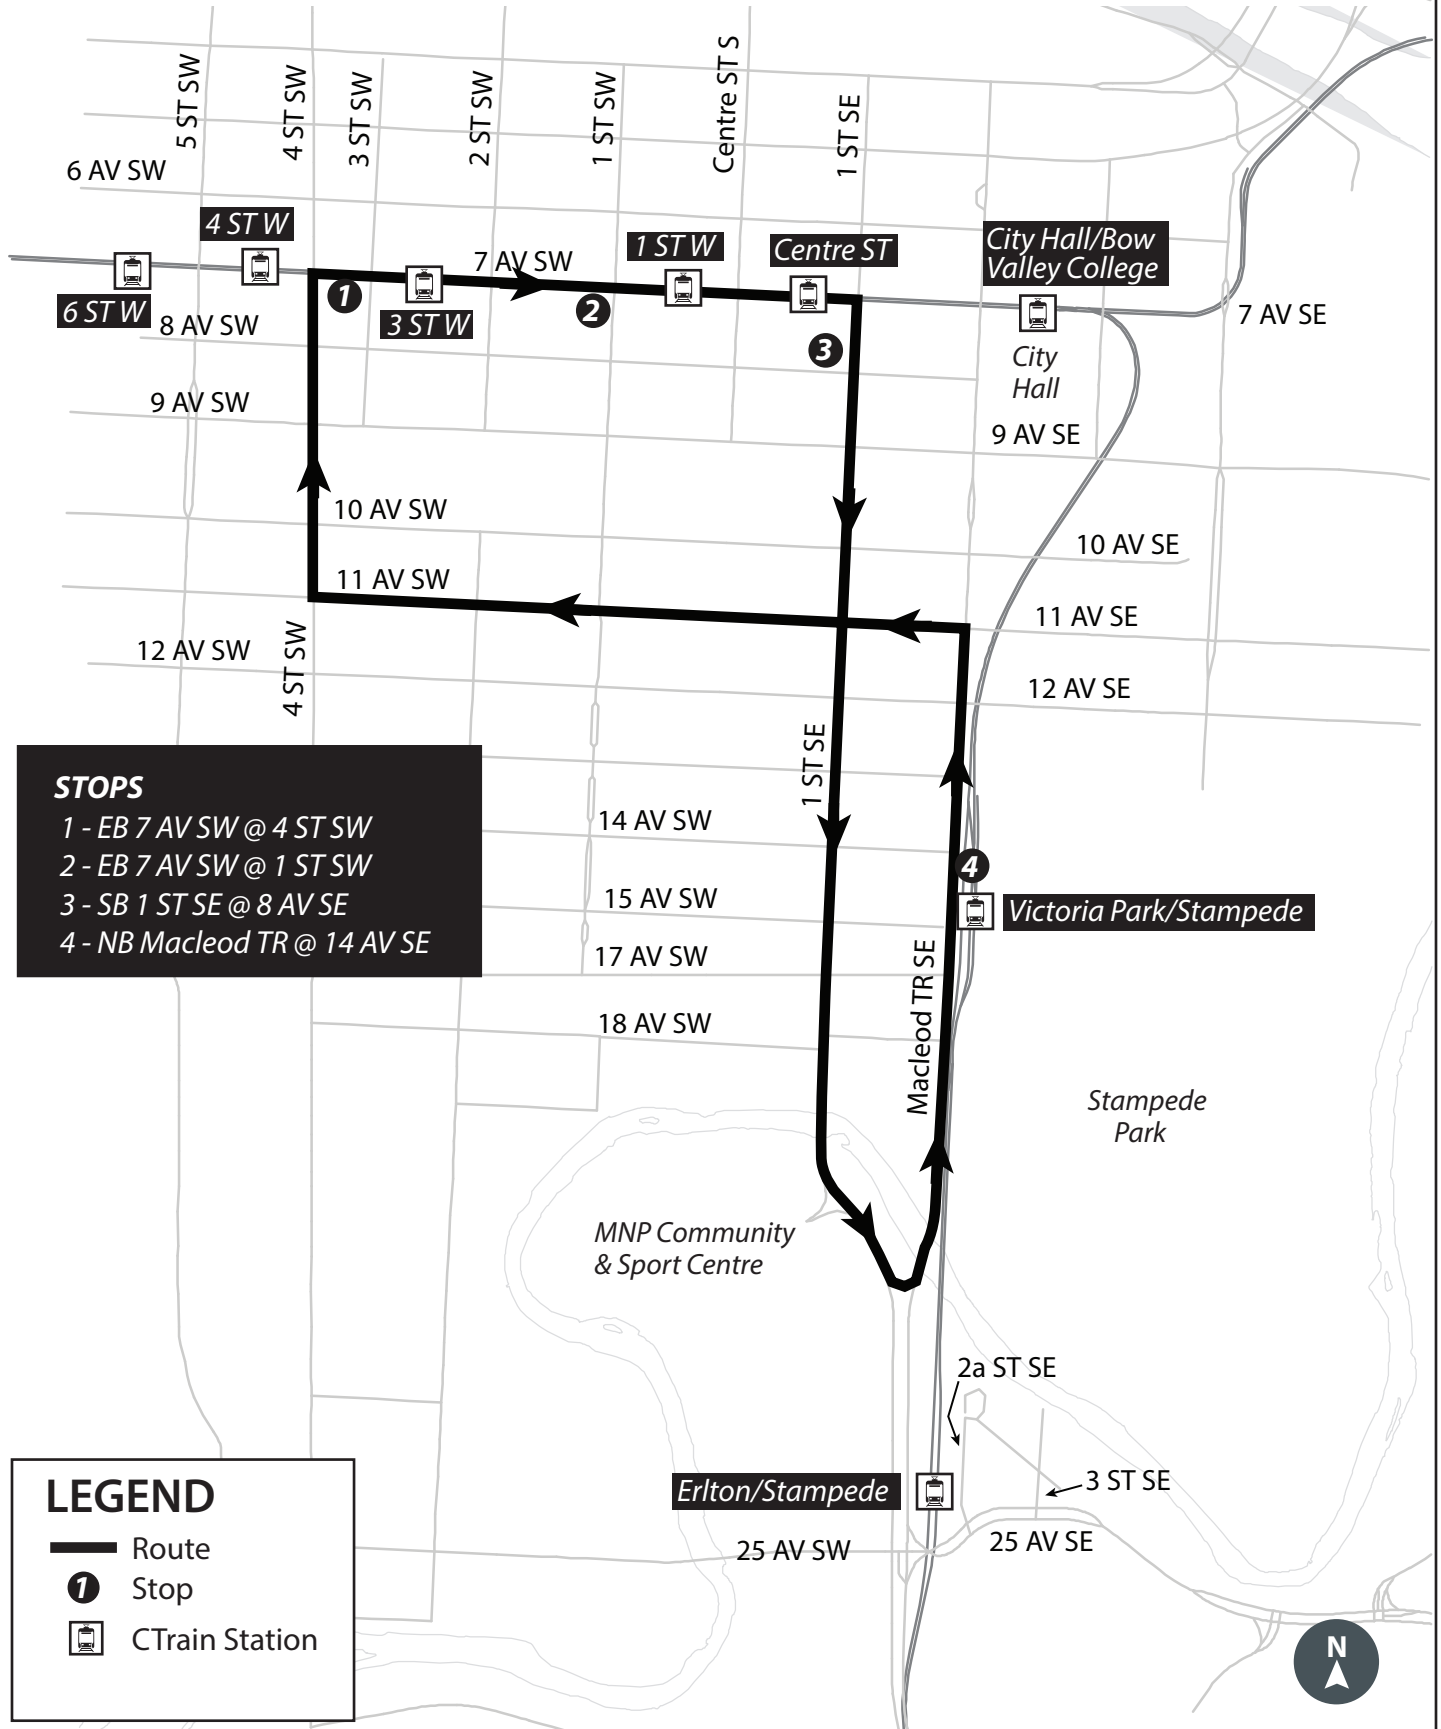 5 ST SW
4 ST SW
3 ST SW
2 ST SW
1 ST SW
Centre ST S
1 ST SE
6 AV SW
4 ST W
7 AV SW
1 ST W
Centre ST
City Hall/Bow
Valley College
6 ST W
1
3 ST W
2
7 AV SE
8 AV SW
3
City
Hall
9 AV SW
9 AV SE
10 AV SW
10 AV SE
11 AV SW
11 AV SE
12 AV SW
4 ST SW
12 AV SE
1 ST SE
STOPS
1 - EB 7 AV SW @ 4 ST SW
2 - EB 7 AV SW @ 1 ST SW
3 - SB 1 ST SE @ 8 AV SE
4 - NB Macleod TR @ 14 AV SE
14 AV SW
4
15 AV SW
Victoria Park/Stampede
17 AV SW
Macleod TR SE
18 AV SW
Stampede
Park
MNP Community
& Sport Centre
2a ST SE
Erlton/Stampede
3 ST SE
25 AV SW
25 AV SE
LEGEND
Route
1 Stop
CTrain Station
N